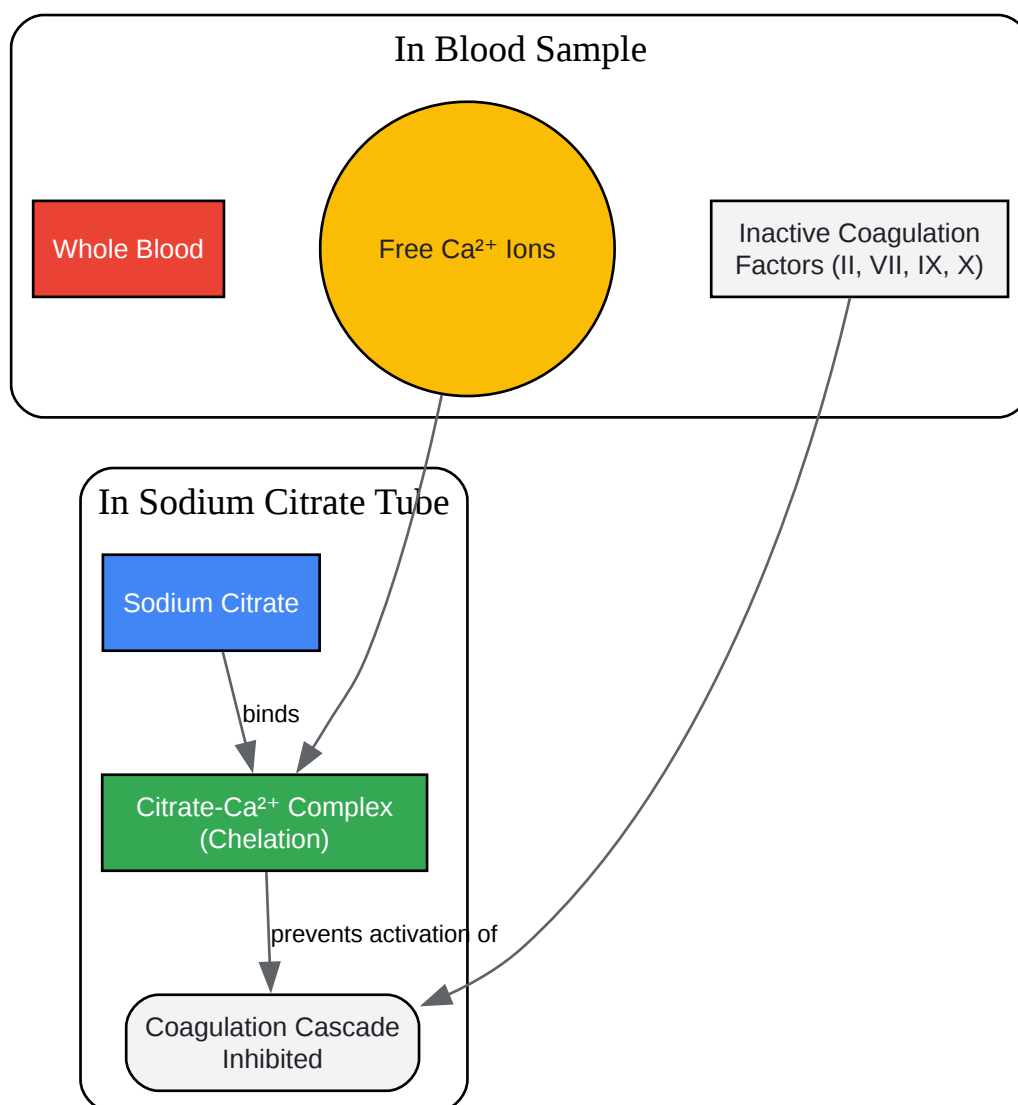 In Blood Sample
Whole Blood
Free Ca²⁺ Ions
Inactive Coagulation
Factors (II, VII, IX, X)
In Sodium Citrate Tube
Sodium Citrate
binds
Citrate-Ca²⁺ Complex
(Chelation)
prevents activation of
Coagulation Cascade
Inhibited